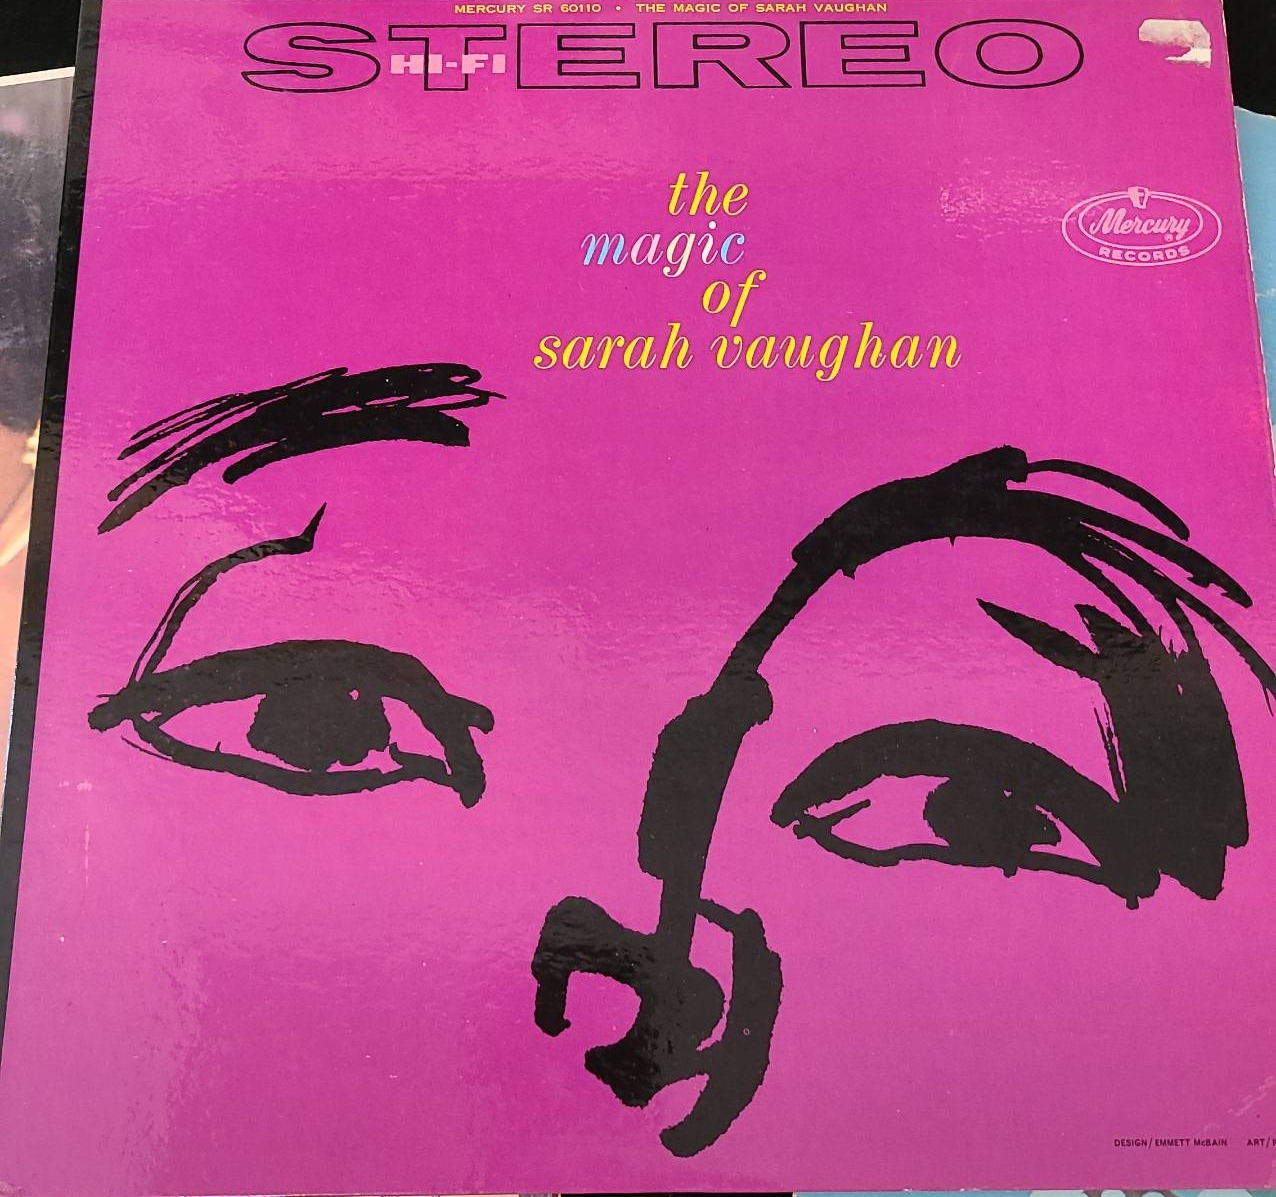 MERCURY SR 60110 • THE MAGIC OF SARAH VAUGHAN
STEREO
HI-FI
the
magic
of
sarah vaughan
Mercury
RECORDS
DESIGN/EMMETT McBAIN ART/